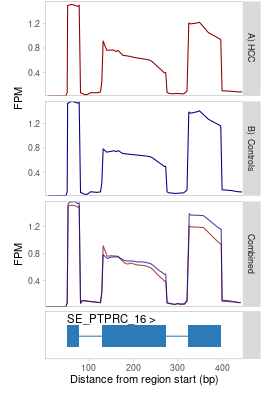 1.2
0.8
0.4
A) HCC
FPM
1.2
0.8
0.4
B) Controls
1.2
0.8
0.4
Combined
FPM
SE_PTPRC_16 >
100
200
300
400
Distance from region start (bp)